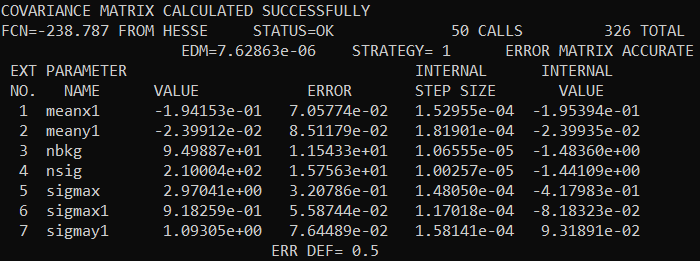 COVARIANCE MATRIX CALCULATED SUCCESSFULLY
FCN=-238.787 FROM HESSE     STATUS=OK             50 CALLS         326 TOTAL
                     EDM=7.62863e-06    STRATEGY= 1      ERROR MATRIX ACCURATE
 EXT PARAMETER                                   INTERNAL      INTERNAL
 NO.   NAME      VALUE            ERROR       STEP SIZE       VALUE
  1  meanx1      -1.94153e-01   7.05774e-02   1.52955e-04  -1.95394e-01
  2  meany1      -2.39912e-02   8.51179e-02   1.81901e-04  -2.39935e-02
  3  nbkg         9.49887e+01   1.15433e+01   1.06555e-05  -1.48360e+00
  4  nsig         2.10004e+02   1.57563e+01   1.00257e-05  -1.44109e+00
  5  sigmax       2.97041e+00   3.20786e-01   1.48050e-04  -4.17983e-01
  6  sigmax1      9.18259e-01   5.58744e-02   1.17018e-04  -8.18323e-02
  7  sigmay1      1.09305e+00   7.64489e-02   1.58141e-04   9.31891e-02
                               ERR DEF= 0.5